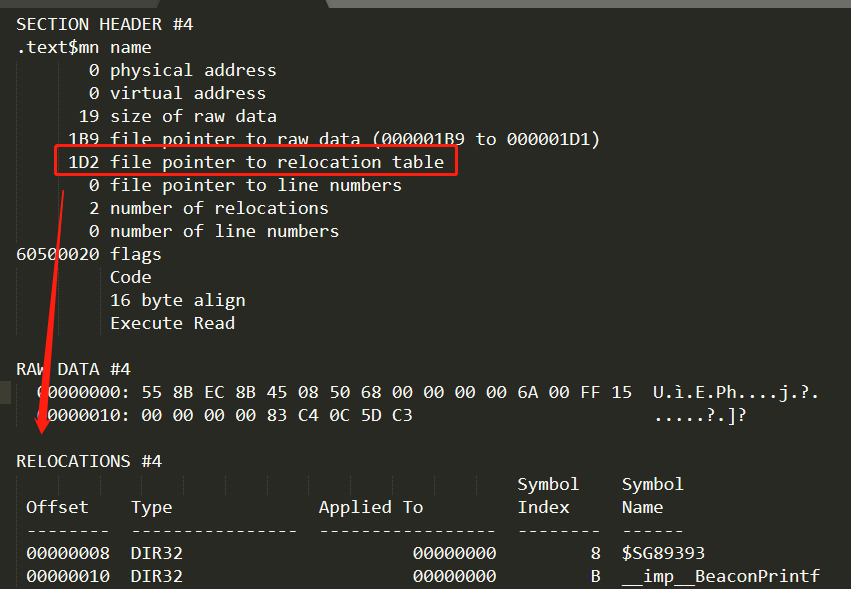 SECTION HEADER #4
.text$mn name
0 physical address
0 virtual address
19 size of raw data
1B9 file pointer to raw data (000001B9 to 000001D1)
1D2 file pointer to relocation table
0 file pointer to line numbers
2 number of relocations
0 number of line numbers
60500020 flags
Code
16 byte align
Execute Read
RAW DATA #4
00000000: 55 8B EC 8B 45 08 50 68 00 00 00 00 6A 00 FF 15  U.ì.E.Ph....j.?.
00000010: 00 00 00 00 83 C4 0C 5D C3  .....?.]?
RELOCATIONS #4
Symbol Symbol
Offset Type Applied To Index Name
-------- ---------------- ----------------- -------- ------
00000008 DIR32 00000000 8 $SG89393
00000010 DIR32 00000000 B __imp__BeaconPrintf